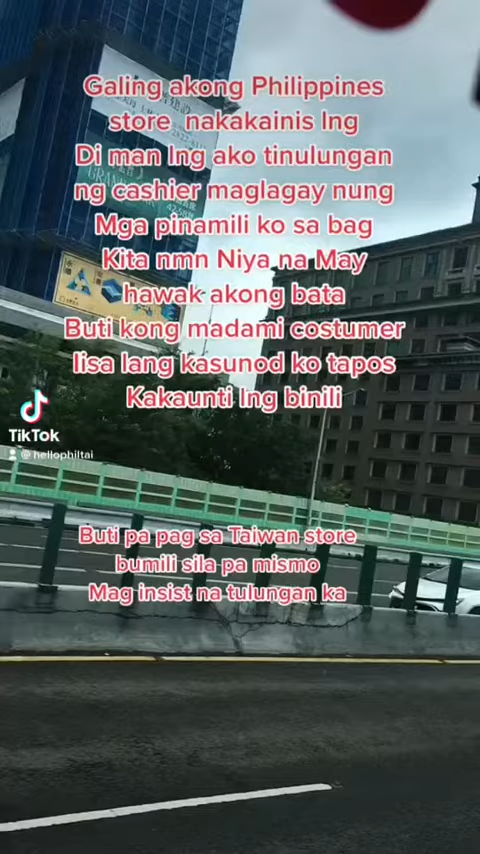 Galing akong Philippines
store nakakainis lng
Di man lng ako tinulungan
ng cashier maglagay nung
Mga pinamili ko sa bag
Kita nmn Niya na May
hawak akong bata
Buti kong madami costumer
Iisa lang kasunod ko tapos
Kakaunti lng binili
TikTok
@hellophiltai
Buti pa pag sa Taiwan store
bumili sila pa mismo
Mag insist na tulungan ka